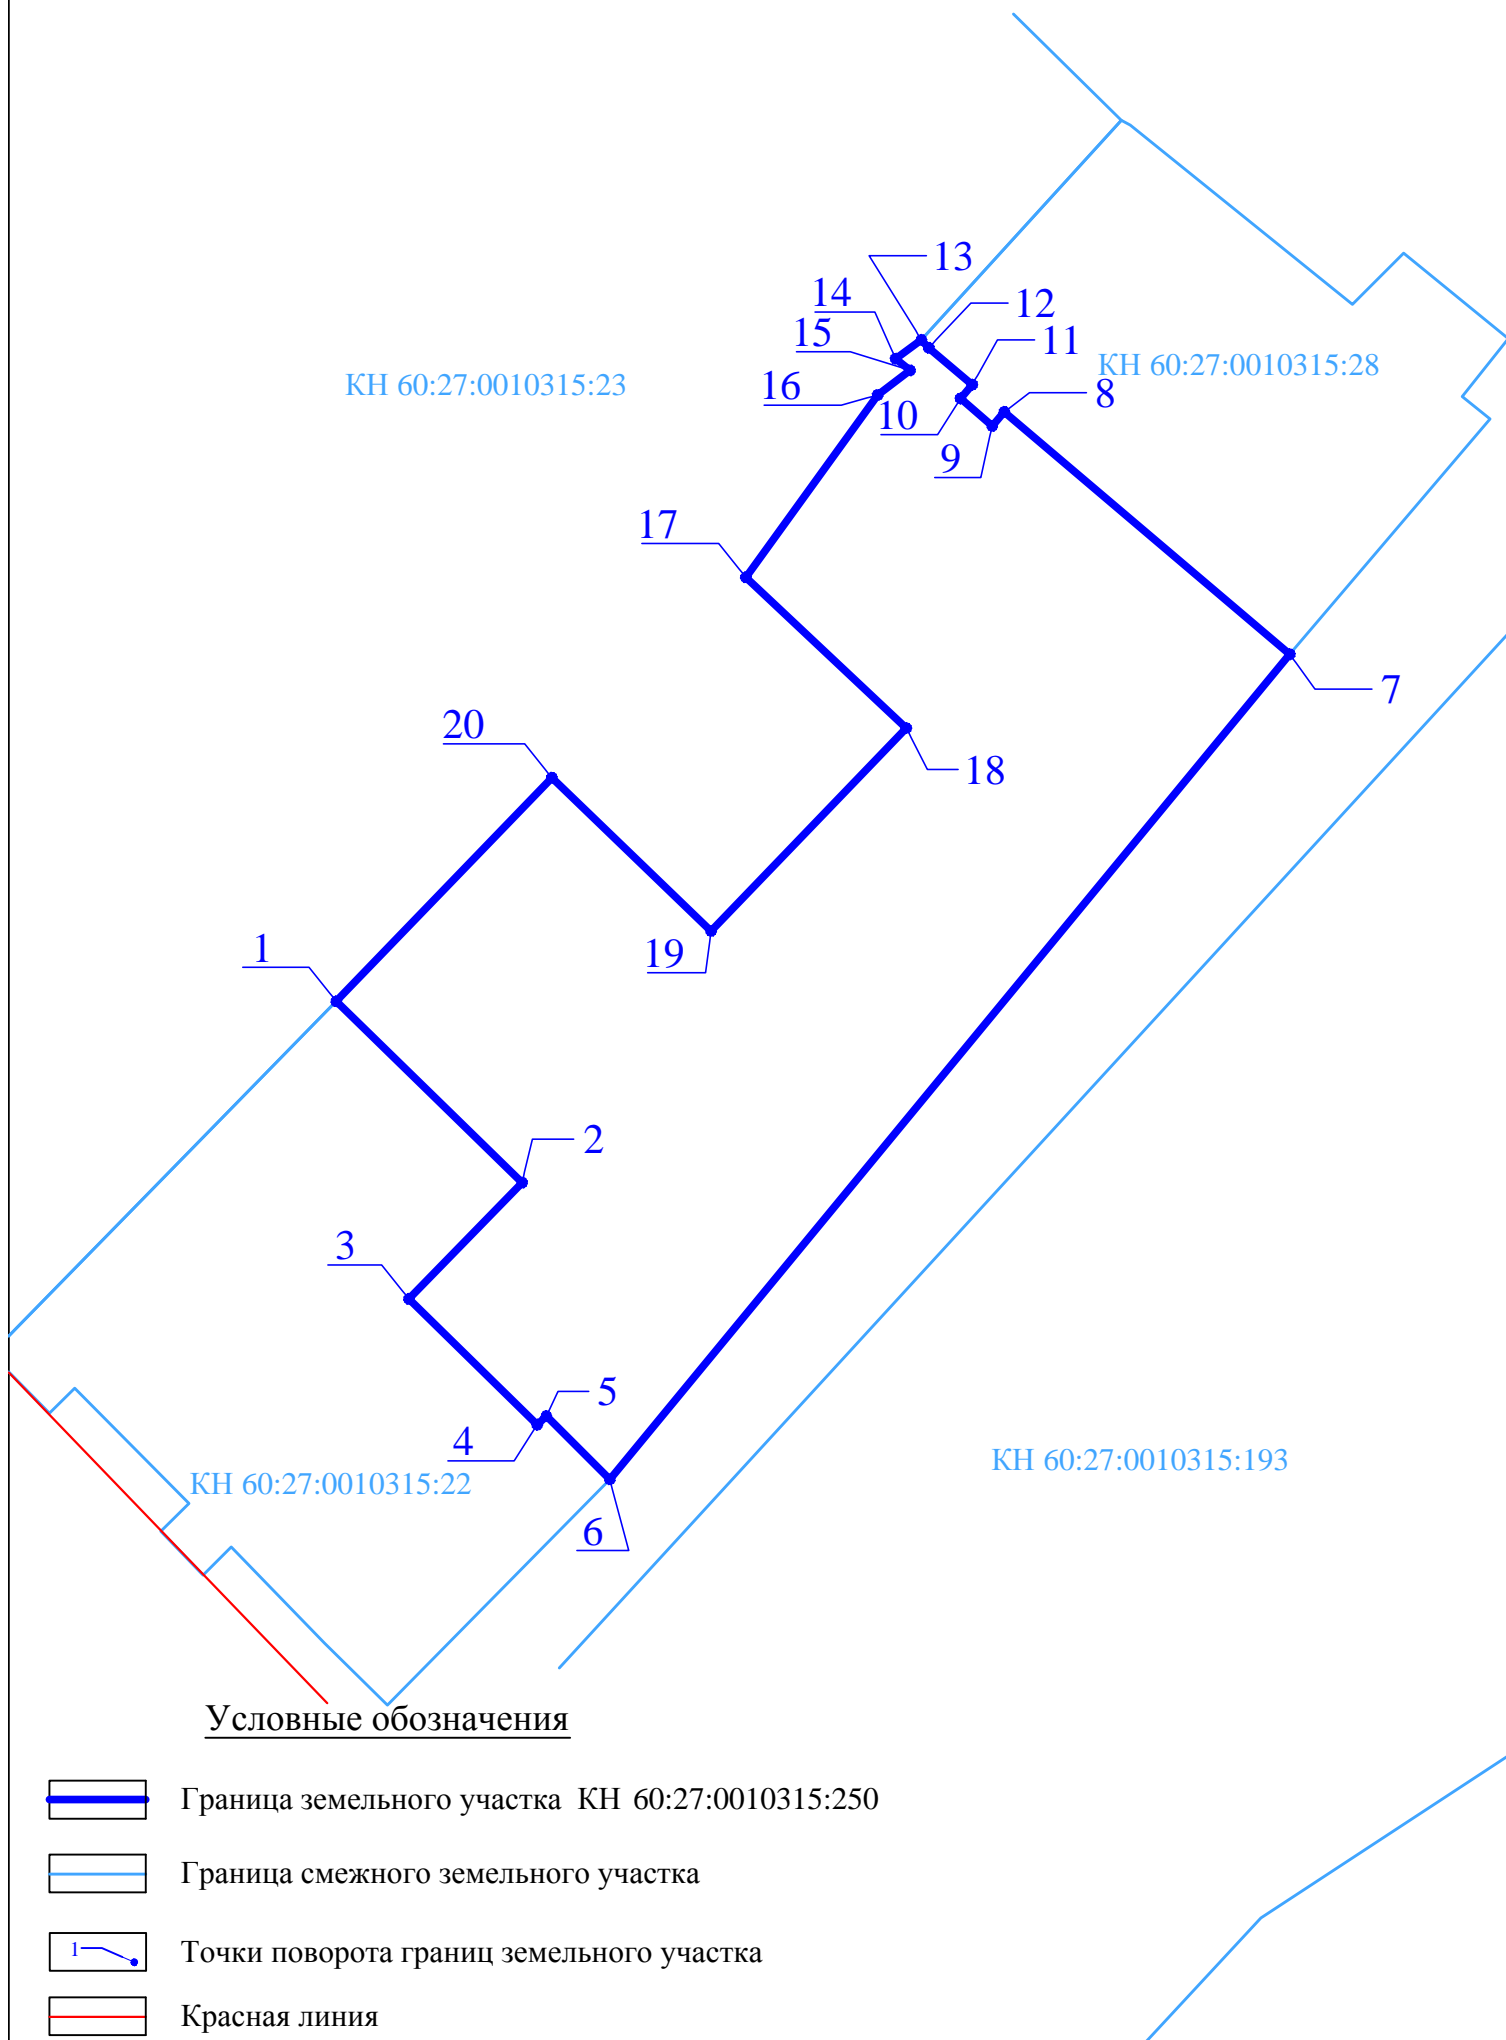 13
14
12
15
11
КН 60:27:0010315:28
КН 60:27:0010315:23
16
8
10
9
17
7
20
18
1
19
2
3
5
4
КН 60:27:0010315:193
КН 60:27:0010315:22
6
Условные обозначения
Граница земельного участка КН 60:27:0010315:250
Граница смежного земельного участка
1
Точки поворота границ земельного участка
Красная линия